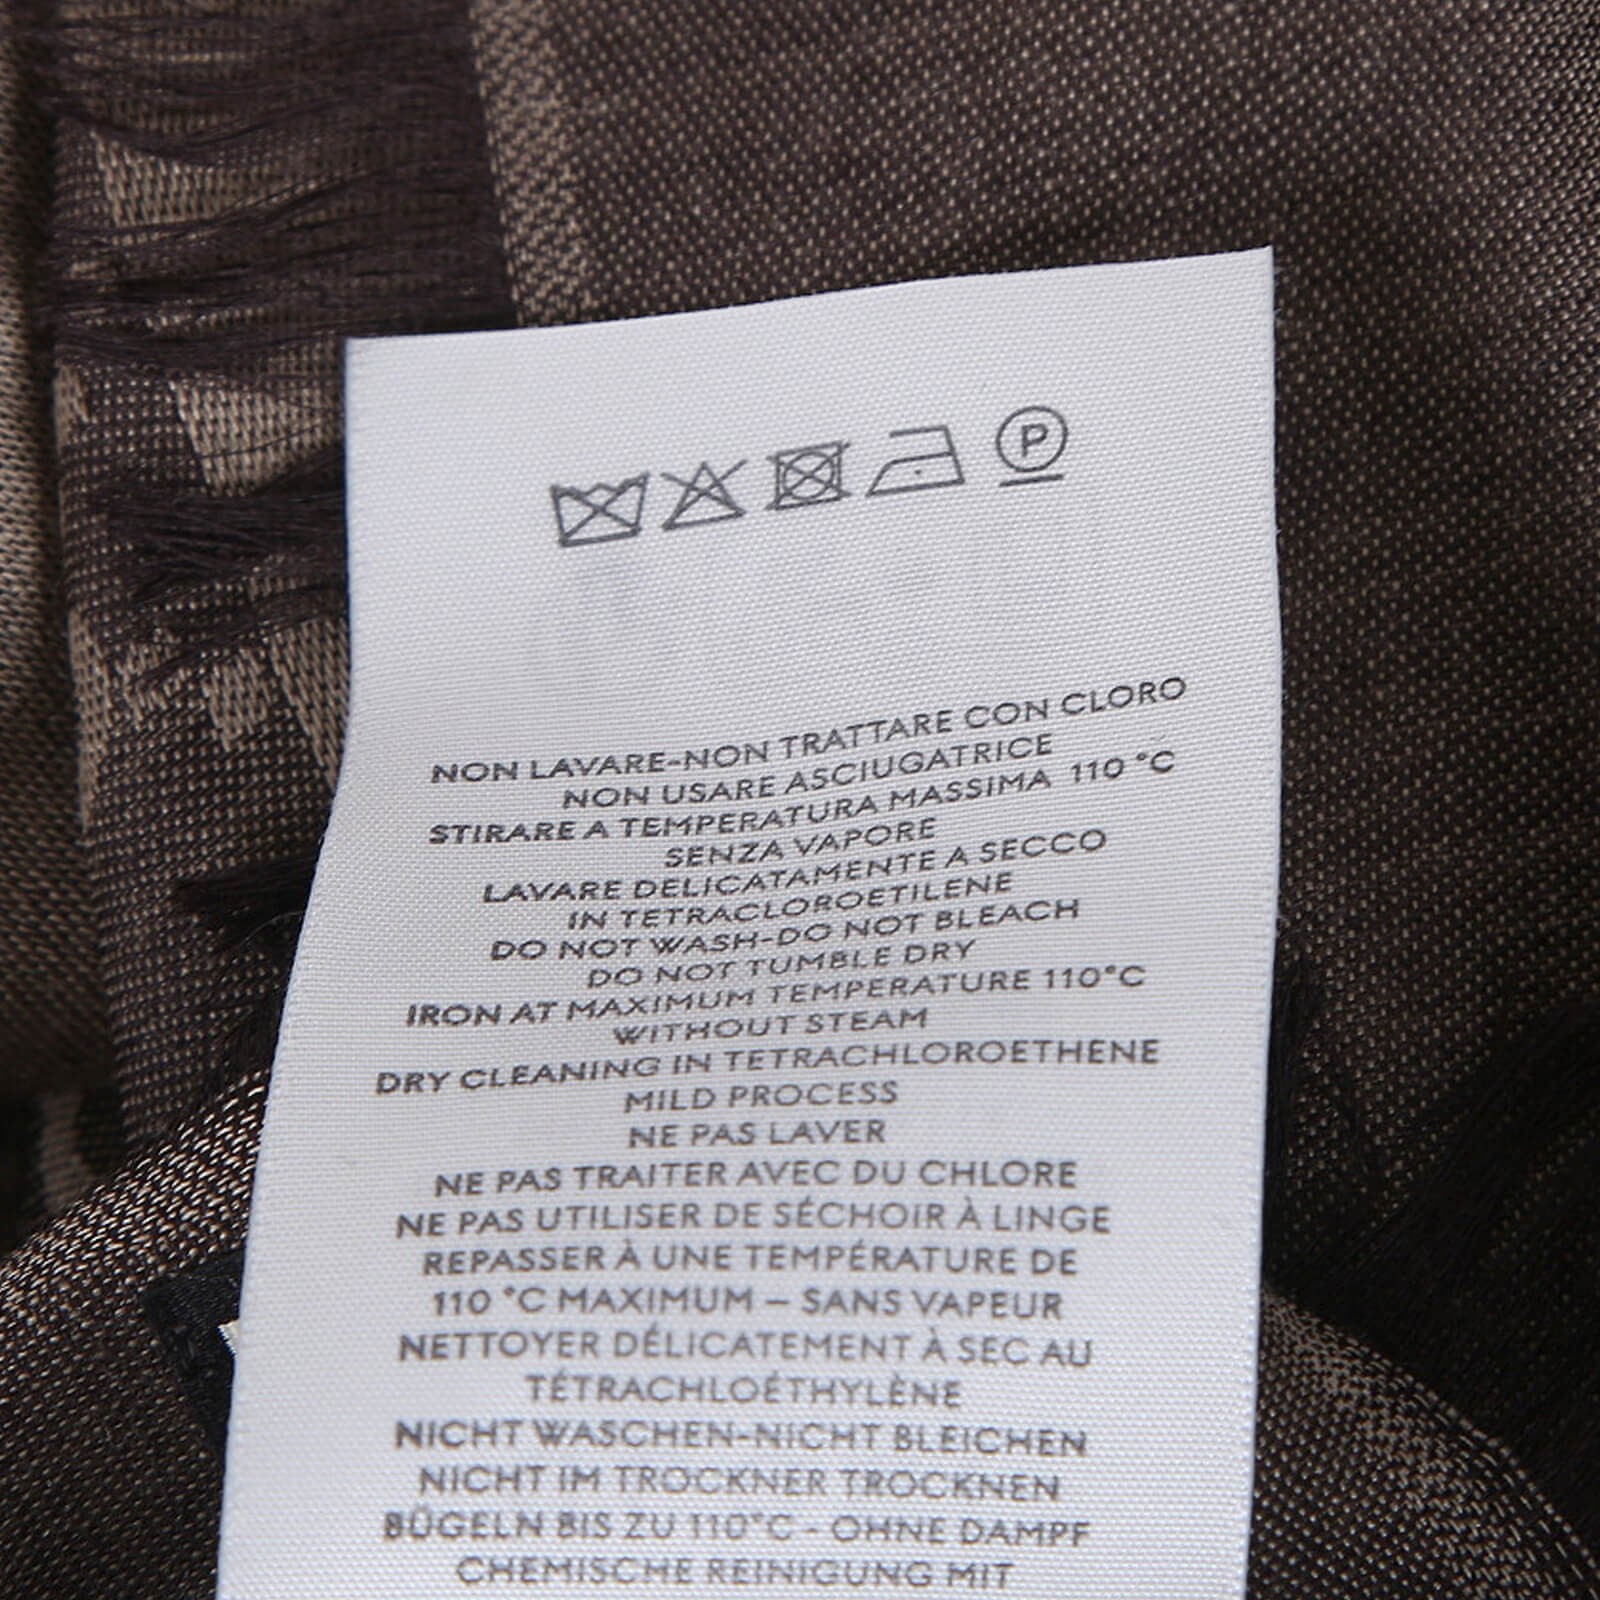 P
NON LAVARE-NON TRATTARE CON CLORO
NON USARE ASCIUGATRICE
STIRARE A TEMPERATURA MASSIMA 110 °C
SENZA VAPORE
LAVARE DELICATAMENTE A SECCO
IN TETRACLOROETILENE
DO NOT WASH-DO NOT BLEACH
DO NOT TUMBLE DRY
IRON AT MAXIMUM TEMPERATURE 110°C
WITHOUT STEAM
DRY CLEANING IN TETRACHLOROETHENE
MILD PROCESS
NE PAS LAVER
NE PAS TRAITER AVEC DU CHLORE
NE PAS UTILISER DE SÉCHOIR À LINGE
REPASSER À UNE TEMPÉRATURE DE
110 °C MAXIMUM – SANS VAPEUR
NETTOYER DÉLICATEMENT À SEC AU
TÉTRACHLOÉTHYLÈNE
NICHT WASCHEN-NICHT BLEICHEN
NICHT IM TROCKNER TROCKNEN
BÜGELN BIS ZU 110°C - OHNE DAMPF
CHEMISCHE REINIGUNG MIT